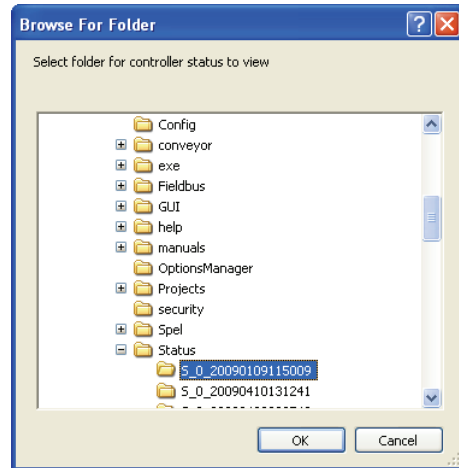 Browse For Folder
Select folder for controller status to view
Config
conveyor
exe
Fieldbus
GUI
help
manuals
OptionsManager
Projects
security
Spel
Status
S_0_20090109115009
S_0_20090410131241
OK
Cancel